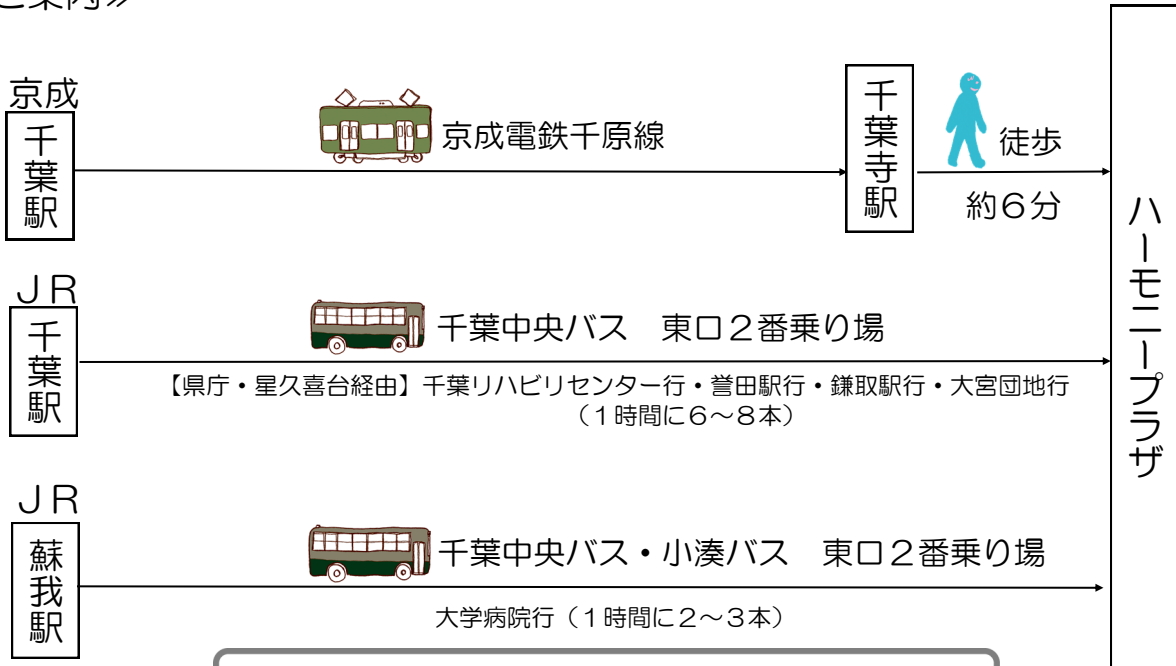 ご案内≫
京成
千葉駅
京成電鉄千原線
千葉寺駅
徒歩
約６分
ＪＲ
千葉駅
千葉中央バス　東口２番乗り場
【県庁・星久喜台経由】千葉リハビリセンター行・誉田駅行・鎌取駅行・大宮団地行
（１時間に６～８本）
ＪＲ
蘇我駅
千葉中央バス・小湊バス　東口２番乗り場
大学病院行（１時間に２～３本）
ハーモニープラザ